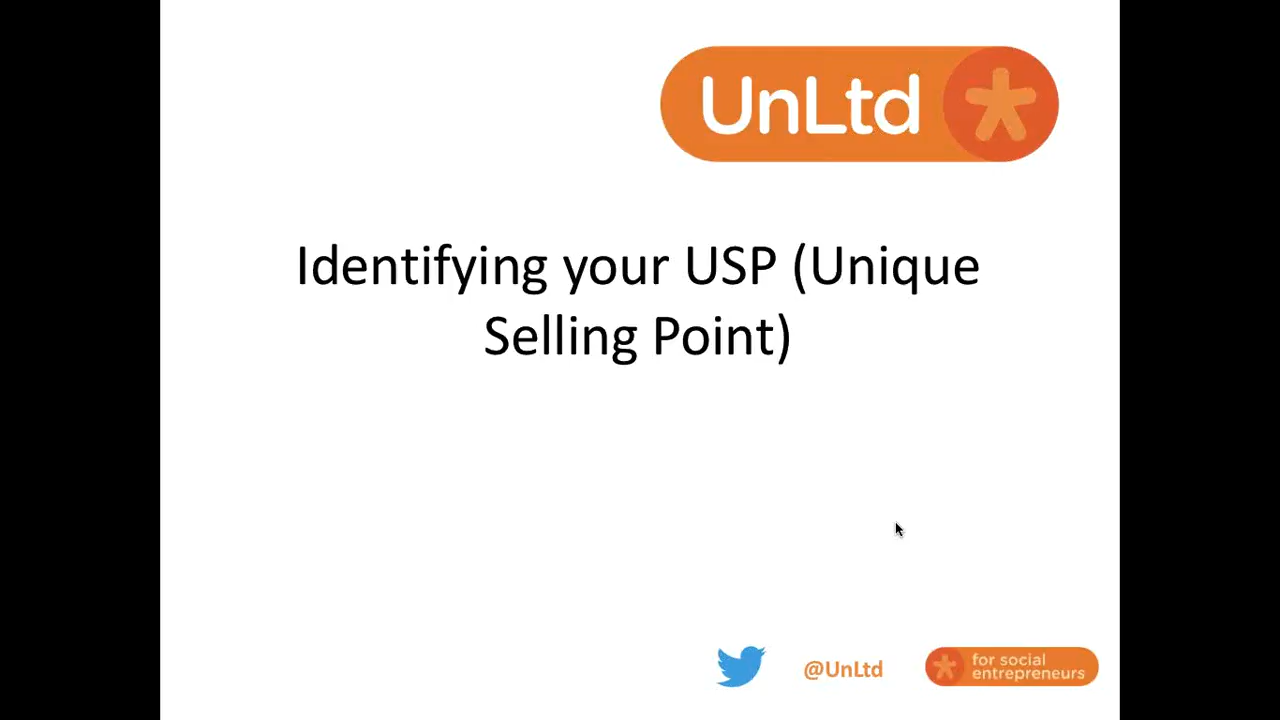 UnLtd
Identifying your USP (Unique
Selling Point)
@UnLtd
for social
entrepreneurs